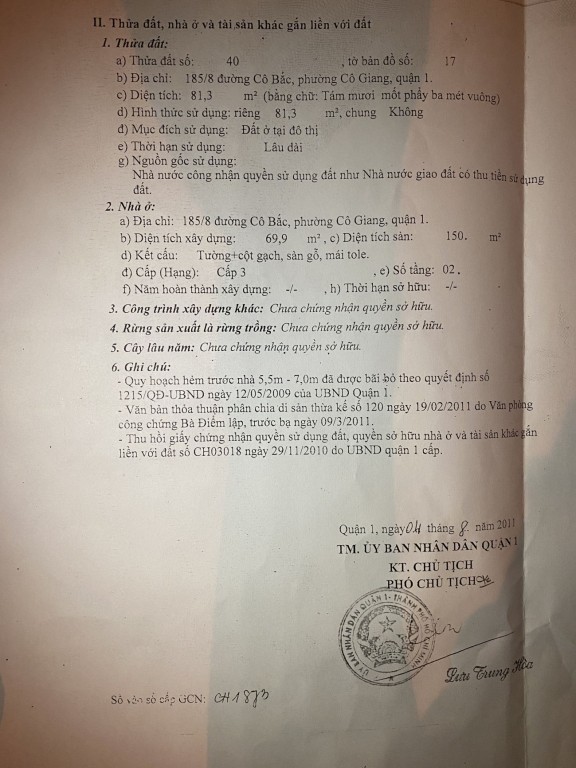 II. Thửa đất, nhà ở và tài sản khác gắn liền với đất
1. Thửa đất:
a) Thửa đất số: 40 , tờ bản đồ số: 17
b) Địa chỉ: 185/8 đường Cô Bắc, phường Cô Giang, quận 1.
c) Diện tích: 81,3 m² (bằng chữ: Tám mươi mốt phẩy ba mét vuông)
d) Hình thức sử dụng: riêng 81,3 m², chung Không
đ) Mục đích sử dụng: Đất ở tại đô thị
e) Thời hạn sử dụng: Lâu dài
g) Nguồn gốc sử dụng:
Nhà nước công nhận quyền sử dụng đất như Nhà nước giao đất có thu tiền sử dụng
đất.
2. Nhà ở:
a) Địa chỉ: 185/8 đường Cô Bắc, phường Cô Giang, quận 1.
b) Diện tích xây dựng: 69,9 m² , c) Diện tích sàn: 150. m²
d) Kết cấu: Tường+cột gạch, sàn gỗ, mái tole.
đ) Cấp (Hạng): Cấp 3 , e) Số tầng: 02.
f) Năm hoàn thành xây dựng: -/- , h) Thời hạn sở hữu: -/-
3. Công trình xây dựng khác: Chưa chứng nhận quyền sở hữu.
4. Rừng sản xuất là rừng trồng: Chưa chứng nhận quyền sở hữu.
5. Cây lâu năm: Chưa chứng nhận quyền sở hữu.
6. Ghi chú:
- Quy hoạch hẻm trước nhà 5,5m - 7,0m đã được bãi bỏ theo quyết định số
1215/QĐ-UBND ngày 12/05/2009 của UBND Quận 1.
- Văn bản thỏa thuận phân chia di sản thừa kế số 120 ngày 19/02/2011 do Văn phòng
công chứng Bà Điểm lập, trước bạ ngày 09/3/2011.
- Thu hồi giấy chứng nhận quyền sử dụng đất, quyền sở hữu nhà ở và tài sản khác gắn
liền với đất số CH03018 ngày 29/11/2010 do UBND quận 1 cấp.
Quận 1, ngày 04 tháng 8 năm 2011
TM. ỦY BAN NHÂN DÂN QUẬN 1
KT. CHỦ TỊCH
PHÓ CHỦ TỊCH
ỦY BAN NHÂN DÂN QUẬN 1 - THÀNH PHỐ HỒ CHÍ MINH
Lưu Trung Hòa
Số vào sổ cấp GCN: CH1873